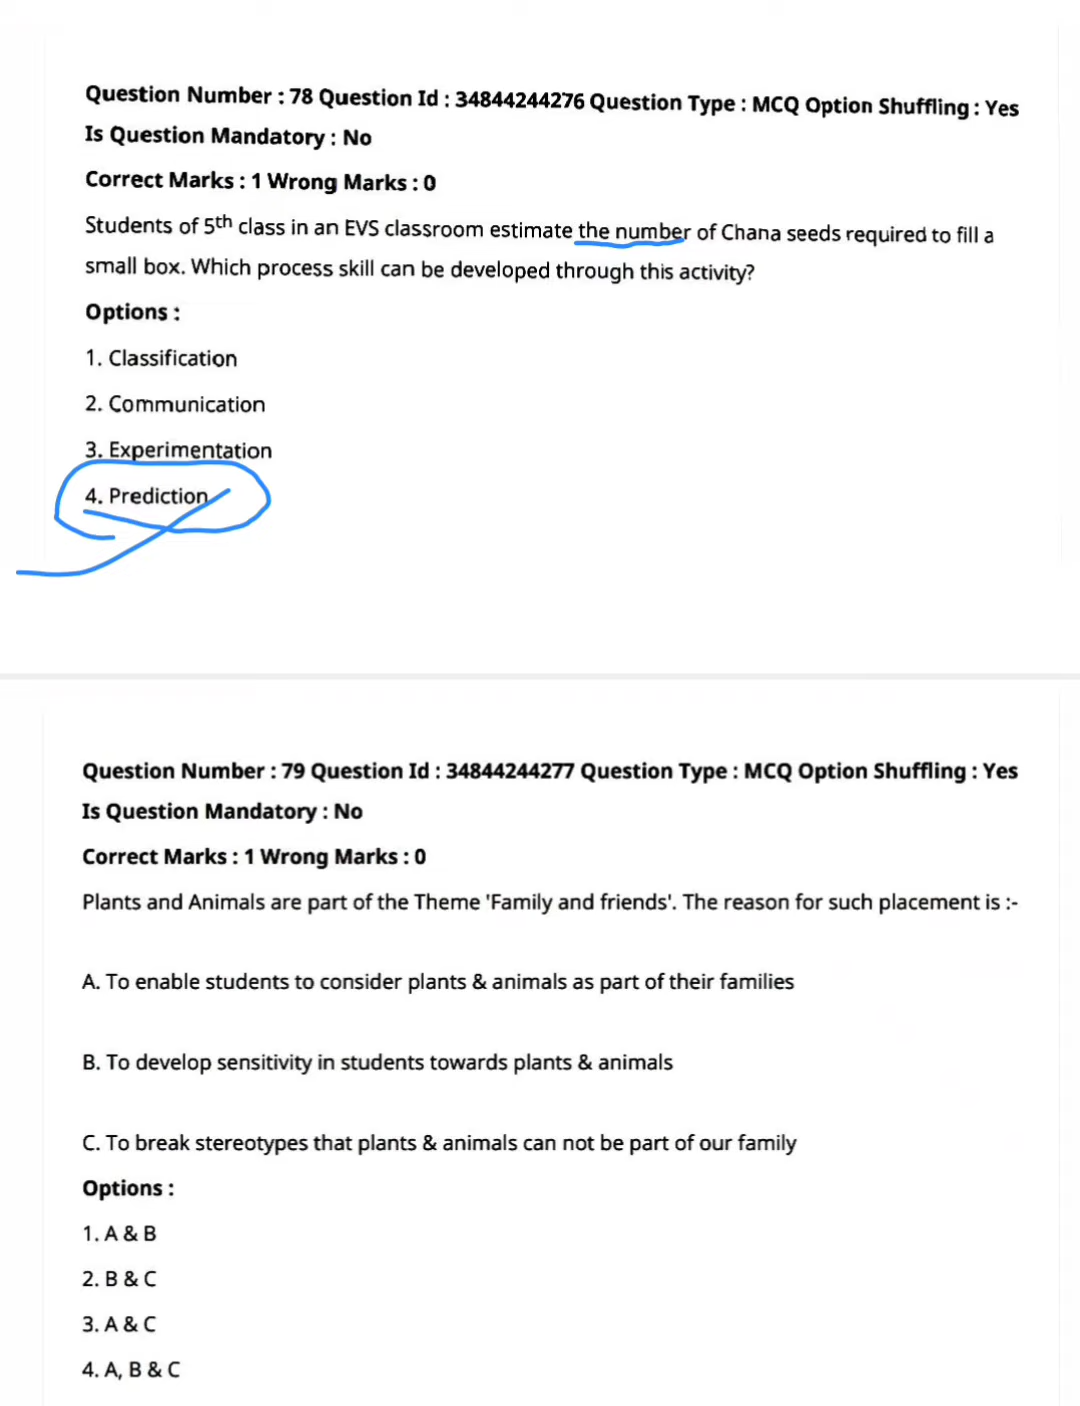 Question Number : 78 Question Id : 34844244276 Question Type : MCQ Option Shuffling : Yes
Is Question Mandatory : No
Correct Marks : 1 Wrong Marks : 0
Students of 5th class in an EVS classroom estimate the number of Chana seeds required to fill a
small box. Which process skill can be developed through this activity?
Options :
1. Classification
2. Communication
3. Experimentation
4. Prediction
Question Number : 79 Question Id : 34844244277 Question Type : MCQ Option Shuffling : Yes
Is Question Mandatory : No
Correct Marks : 1 Wrong Marks : 0
Plants and Animals are part of the Theme 'Family and friends'. The reason for such placement is :-
A. To enable students to consider plants & animals as part of their families
B. To develop sensitivity in students towards plants & animals
C. To break stereotypes that plants & animals can not be part of our family
Options :
1. A & B
2. B & C
3. A & C
4. A, B & C